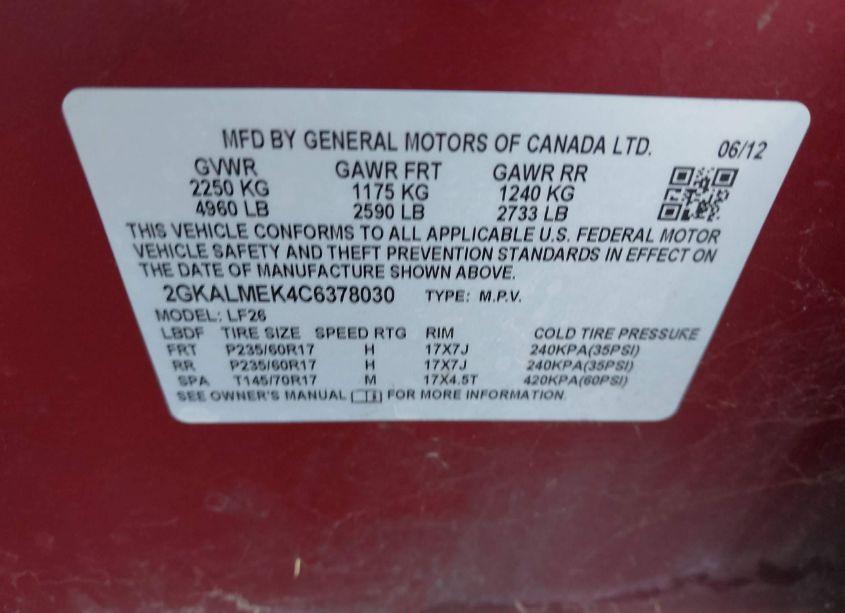 MFD BY GENERAL MOTORS OF CANADA LTD. 06/12
GVWR GAWR FRT GAWR RR
2250 KG 1175 KG 1240 KG
4960 LB 2590 LB 2733 LB
THIS VEHICLE CONFORMS TO ALL APPLICABLE U.S. FEDERAL MOTOR
VEHICLE SAFETY AND THEFT PREVENTION STANDARDS IN EFFECT ON
THE DATE OF MANUFACTURE SHOWN ABOVE.
2GKALMEK4C6378030 TYPE: M.P.V.
MODEL: LF26
LBDF TIRE SIZE SPEED RTG RIM COLD TIRE PRESSURE
FRT P235/60R17 H 17X7J 240KPA(35PSI)
RR P235/60R17 H 17X7J 240KPA(35PSI)
SPA T145/70R17 M 17X4.5T 420KPA(60PSI)
SEE OWNER'S MANUAL FOR MORE INFORMATION